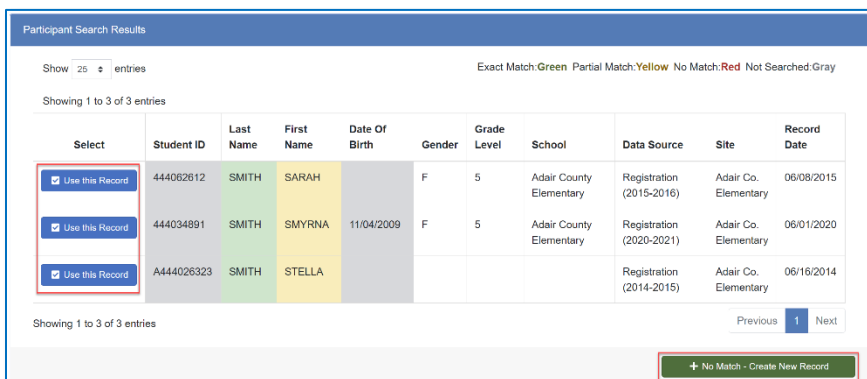 Participant Search Results
Show 25 entries
Exact Match:Green Partial Match:Yellow No Match:Red Not Searched:Gray
Showing 1 to 3 of 3 entries
Select Student ID Last Name First Name Date Of Birth Gender Grade Level School Data Source Site Record Date
Use this Record 444062612 SMITH SARAH F 5 Adair County Elementary Registration (2015-2016) Adair Co. Elementary 06/08/2015
Use this Record 444034891 SMITH SMYRNA 11/04/2009 F 5 Adair County Elementary Registration (2020-2021) Adair Co. Elementary 06/01/2020
Use this Record A444026323 SMITH STELLA Registration (2014-2015) Adair Co. Elementary 06/16/2014
Showing 1 to 3 of 3 entries
Previous 1 Next
+ No Match - Create New Record